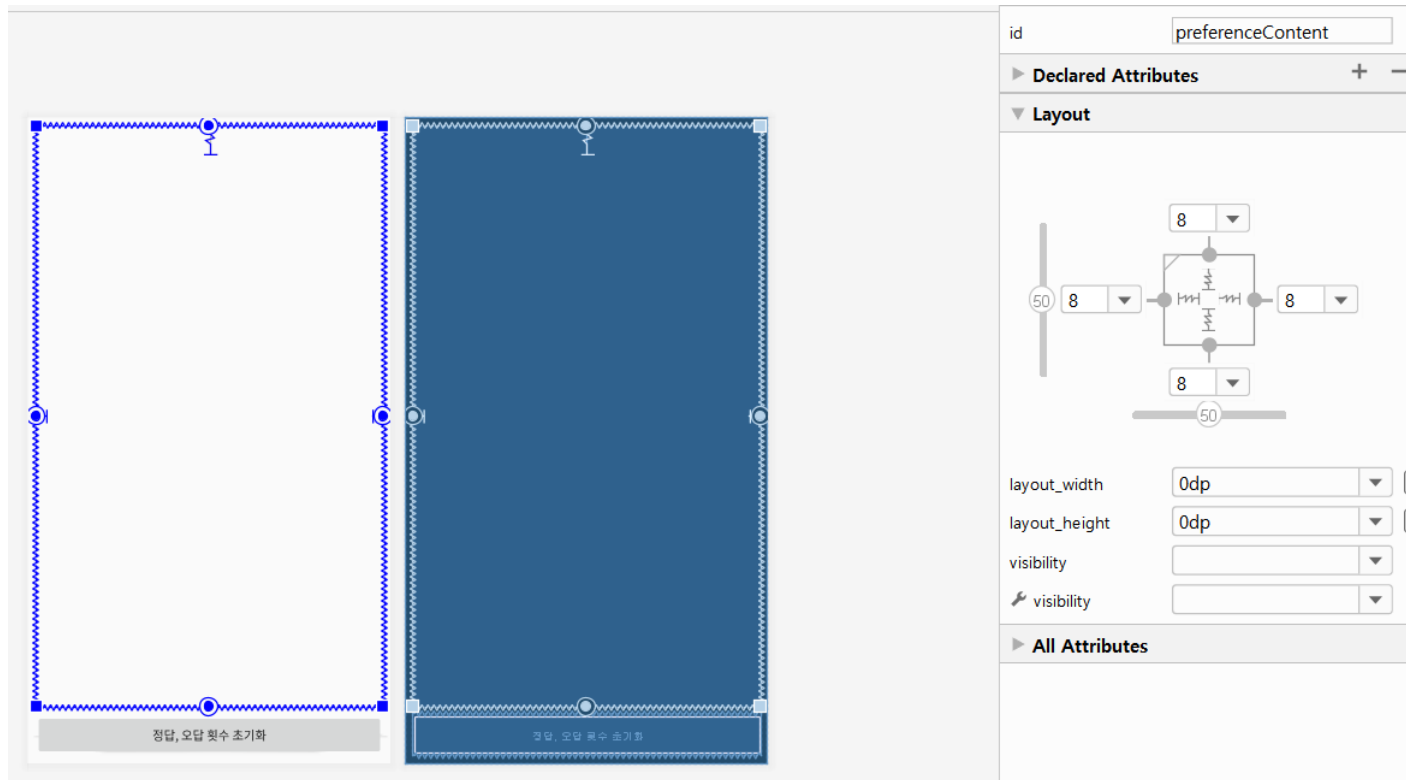 id
preferenceContent
Declared Attributes
Layout
8
50
8
8
8
50
layout_width
0dp
layout_height
0dp
visibility
visibility
All Attributes
정답, 오답 횟수 초기화
정답, 오답 횟수 초기화